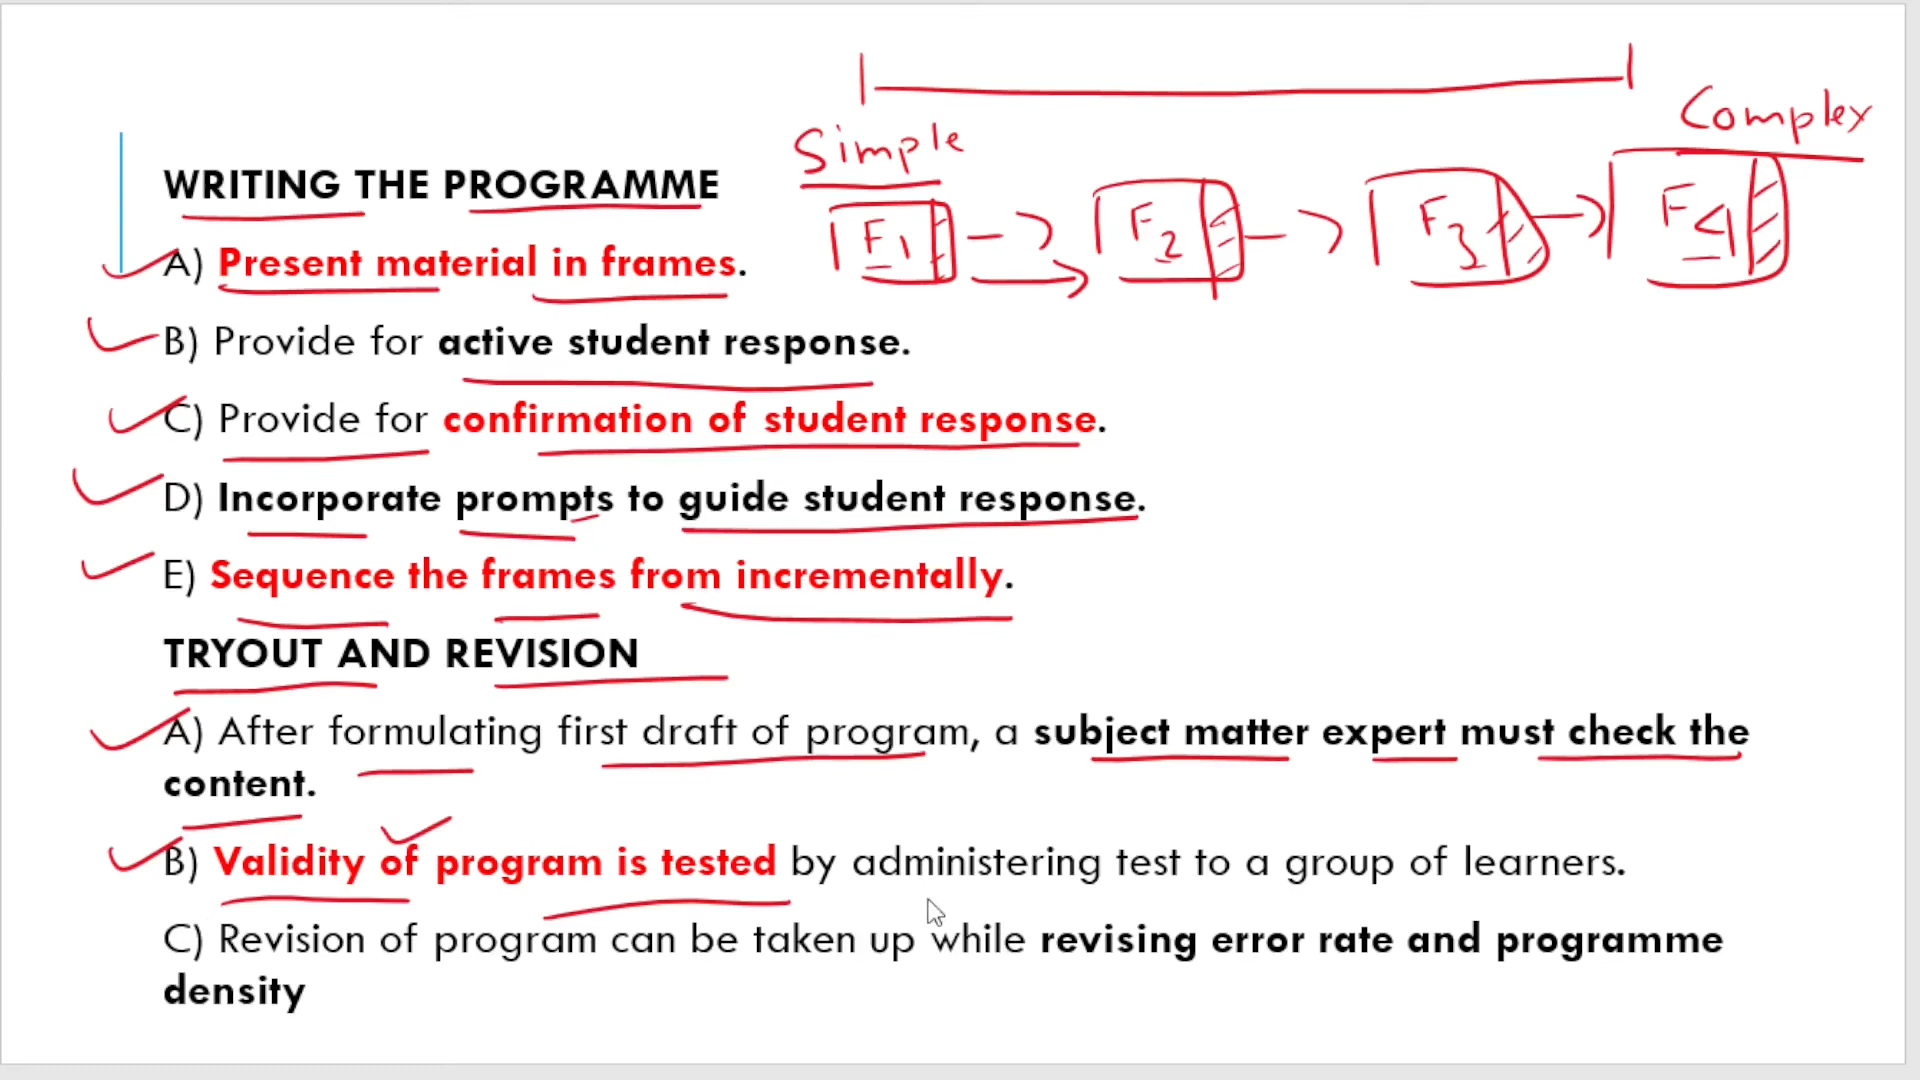 Simple
Complex
F1
F2
F3
F4
WRITING THE PROGRAMME
A) Present material in frames.
B) Provide for active student response.
C) Provide for confirmation of student response.
D) Incorporate prompts to guide student response.
E) Sequence the frames from incrementally.
TRYOUT AND REVISION
A) After formulating first draft of program, a subject matter expert must check the
content.
B) Validity of program is tested by administering test to a group of learners.
C) Revision of program can be taken up while revising error rate and programme
density